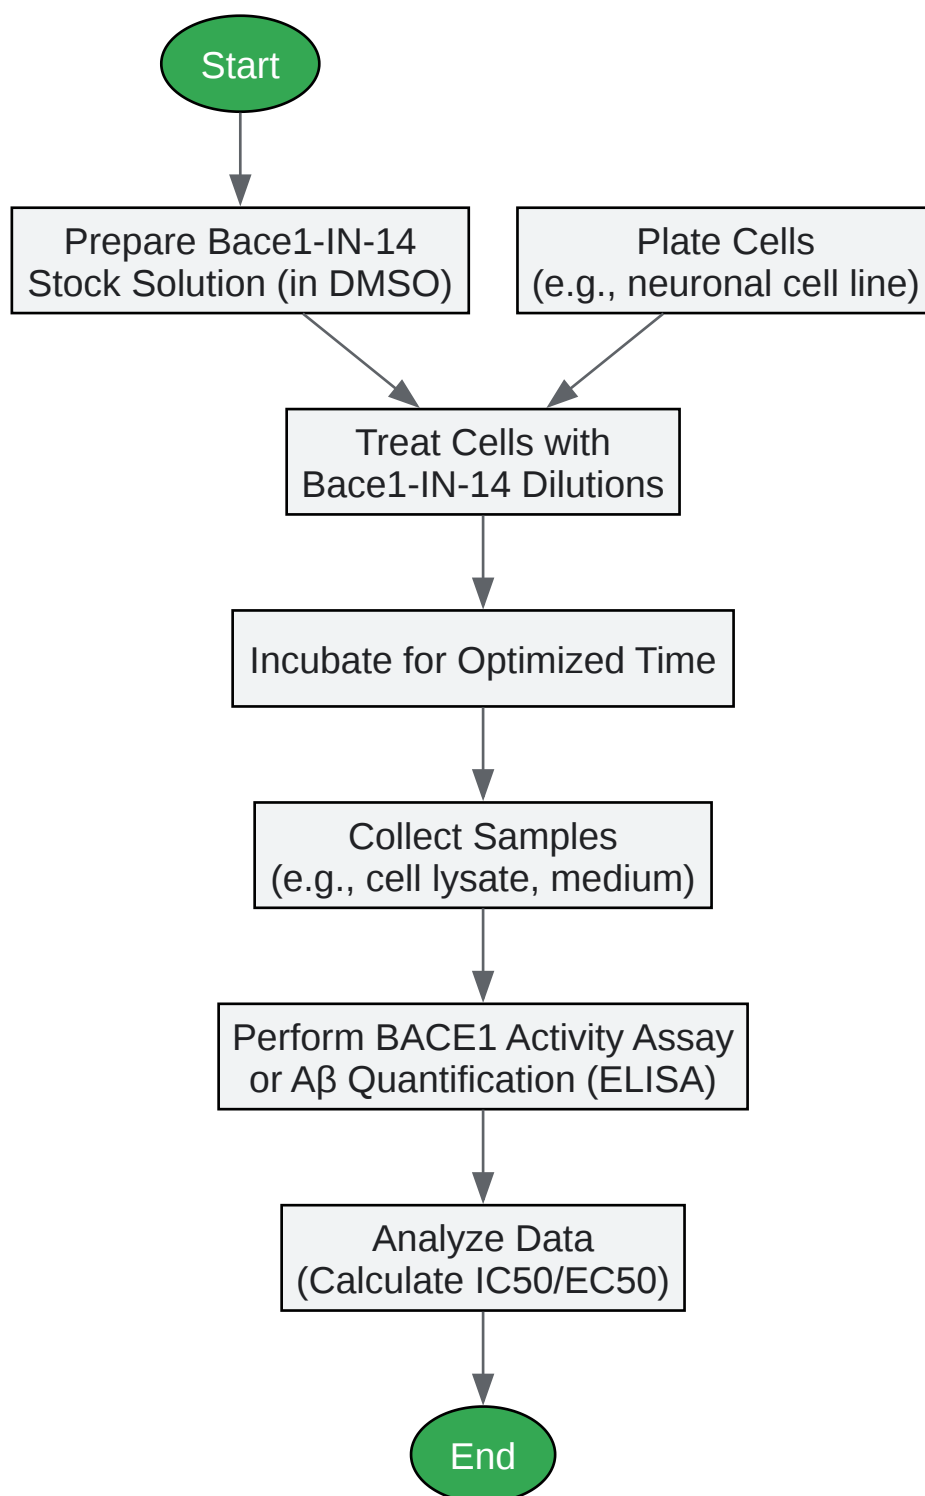 Start
Prepare Bace1-IN-14
Stock Solution (in DMSO)
Plate Cells
(e.g., neuronal cell line)
Treat Cells with
Bace1-IN-14 Dilutions
Incubate for Optimized Time
Collect Samples
(e.g., cell lysate, medium)
Perform BACE1 Activity Assay
or Aβ Quantification (ELISA)
Analyze Data
(Calculate IC50/EC50)
End